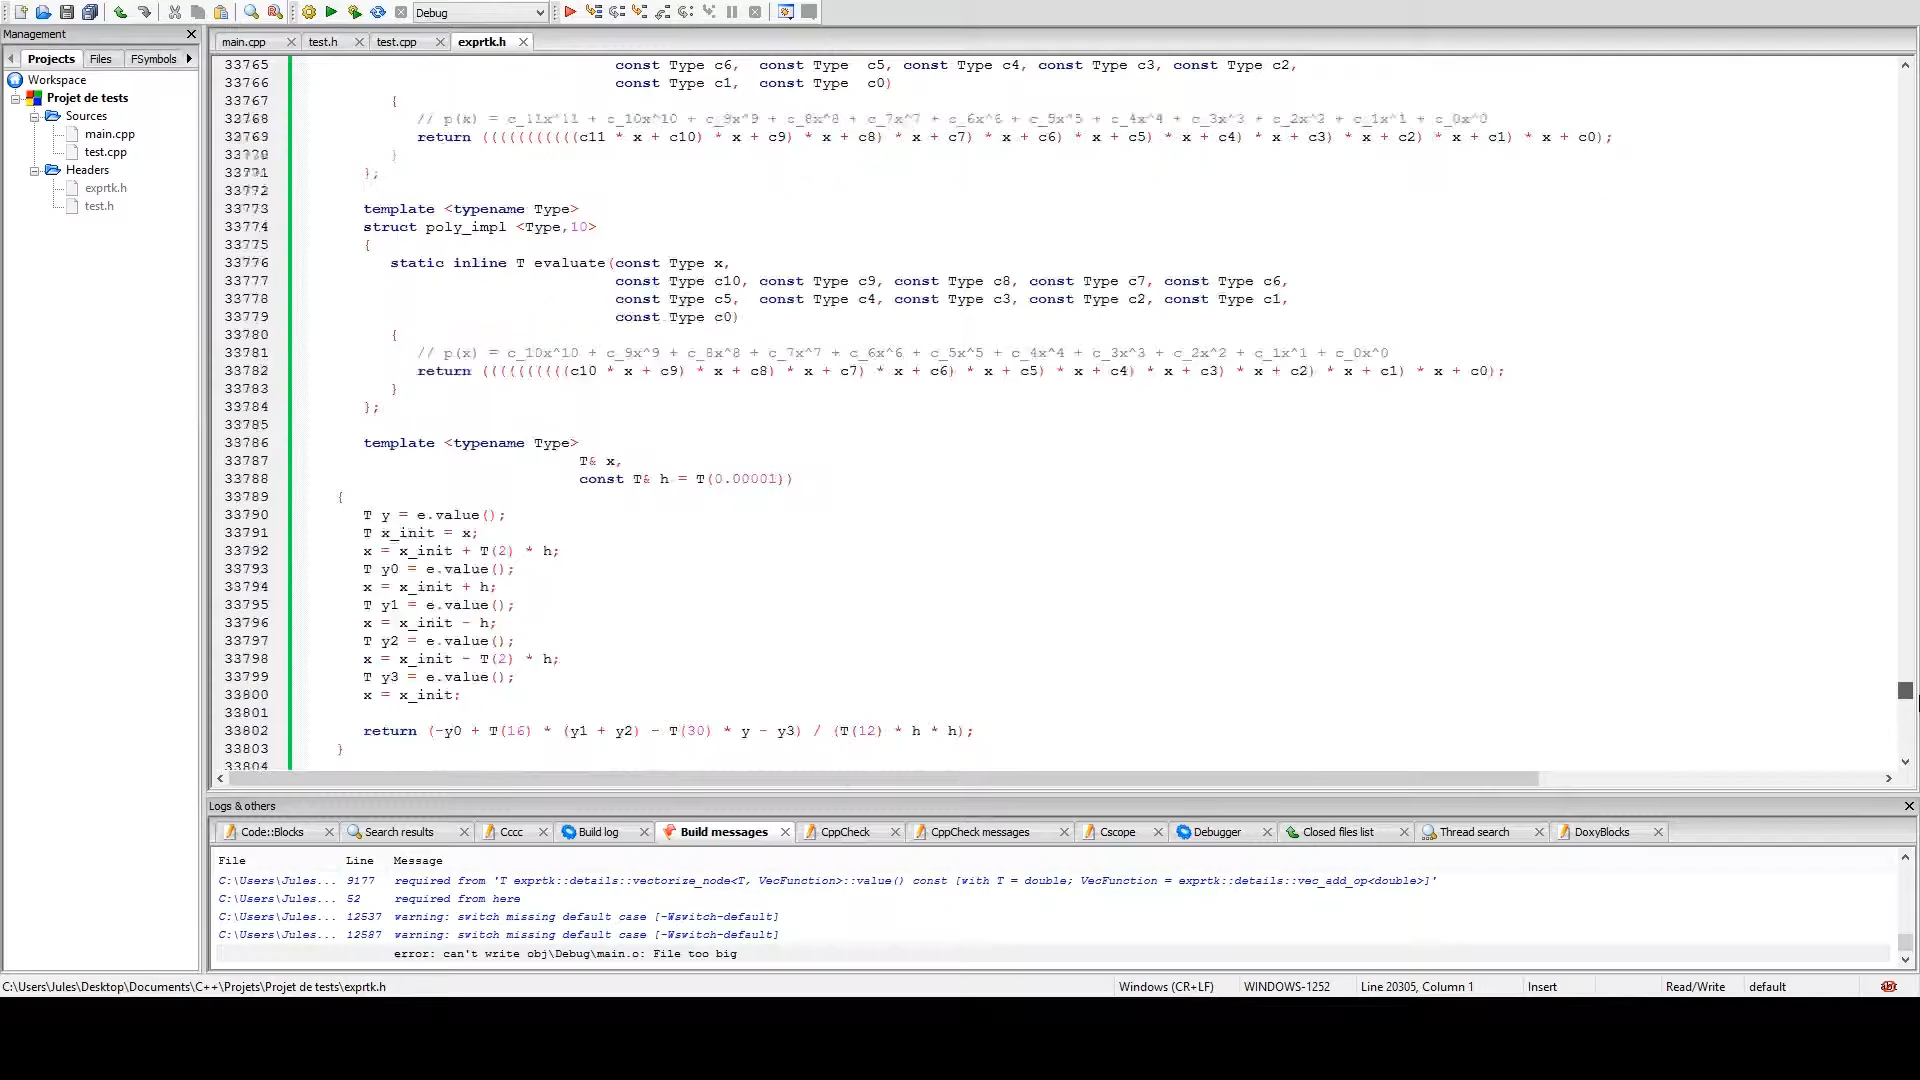 Debug
Management
Projects
Files
FSymbols
Workspace
Projet de tests
Sources
main.cpp
test.cpp
Headers
exprtk.h
test.h
main.cpp
test.h
test.cpp
exprtk.h
33765 const Type c6, const Type c5, const Type c4, const Type c3, const Type c2,
33766 const Type c1, const Type c0)
33767 {
33768 // p(x) = c_11x^11 + c_10x^10 + c_9x^9 + c_8x^8 + c_7x^7 + c_6x^6 + c_5x^5 + c_4x^4 + c_3x^3 + c_2x^2 + c_1x^1 + c_0x^0
33769 return (((((((((((c11 * x + c10) * x + c9) * x + c8) * x + c7) * x + c6) * x + c5) * x + c4) * x + c3) * x + c2) * x + c1) * x + c0);
33770 }
33771 };
33772
33773 template <typename Type>
33774 struct poly_impl <Type,10>
33775 {
33776 static inline T evaluate(const Type x,
33777 const Type c10, const Type c9, const Type c8, const Type c7, const Type c6,
33778 const Type c5, const Type c4, const Type c3, const Type c2, const Type c1,
33779 const Type c0)
33780 {
33781 // p(x) = c_10x^10 + c_9x^9 + c_8x^8 + c_7x^7 + c_6x^6 + c_5x^5 + c_4x^4 + c_3x^3 + c_2x^2 + c_1x^1 + c_0x^0
33782 return ((((((((((c10 * x + c9) * x + c8) * x + c7) * x + c6) * x + c5) * x + c4) * x + c3) * x + c2) * x + c1) * x + c0);
33783 }
33784 };
33785
33786 template <typename Type>
33787 T& x,
33788 const T& h = T(0.00001))
33789 {
33790 T y = e.value();
33791 T x_init = x;
33792 x = x_init + T(2) * h;
33793 T y0 = e.value();
33794 x = x_init + h;
33795 T y1 = e.value();
33796 x = x_init - h;
33797 T y2 = e.value();
33798 x = x_init - T(2) * h;
33799 T y3 = e.value();
33800 x = x_init;
33801
33802 return (-y0 + T(16) * (y1 + y2) - T(30) * y - y3) / (T(12) * h * h);
33803 }
33804
Logs & others
Code::Blocks
Search results
Cccc
Build log
Build messages
CppCheck
CppCheck messages
Cscope
Debugger
Closed files list
Thread search
DoxyBlocks
File Line Message
C:\Users\Jules... 9177 required from 'T exprtk::details::vectorize_node<T, VecFunction>::value() const [with T = double; VecFunction = exprtk::details::vec_add_op<double>]'
C:\Users\Jules... 52 required from here
C:\Users\Jules... 12537 warning: switch missing default case [-Wswitch-default]
C:\Users\Jules... 12587 warning: switch missing default case [-Wswitch-default]
error: can't write obj\Debug\main.o: File too big
C:\Users\Jules\Desktop\Documents\C++\Projets\Projet de tests\exprtk.h
Windows (CR+LF)
WINDOWS-1252
Line 20305, Column 1
Insert
Read/Write
default